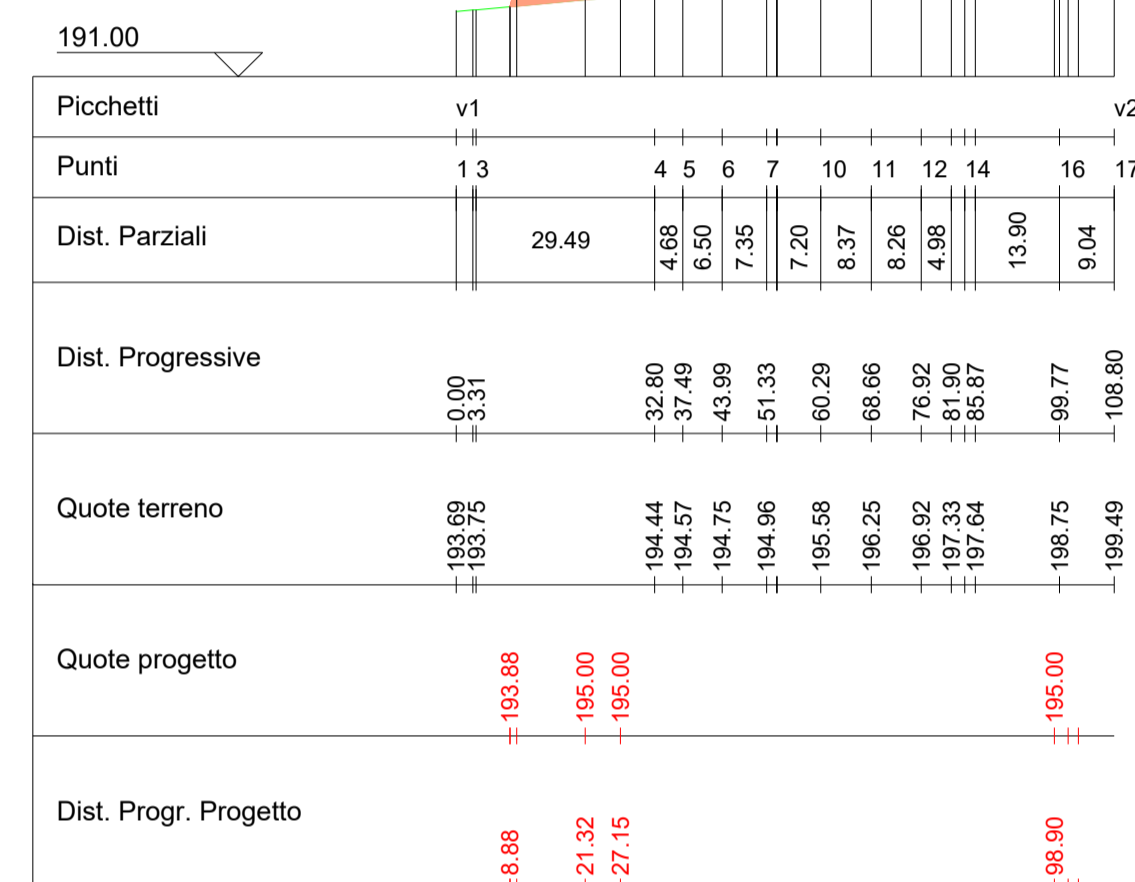 191.00
Picchetti v1 v2
Punti 1 3 4 5 6 7 10 11 12 14 16 17
Dist. Parziali 29.49 4.68 6.50 7.35 7.20 8.37 8.26 4.98 13.90 9.04
Dist. Progressive 0.00 3.31 32.80 37.49 43.99 51.33 60.29 68.66 76.92 81.90 85.87 99.77 108.80
Quote terreno 193.69 193.75 194.44 194.57 194.75 194.96 195.58 196.25 196.92 197.33 197.64 198.75 199.49
Quote progetto 193.88 195.00 195.00 195.00
Dist. Progr. Progetto 8.88 21.32 27.15 98.90